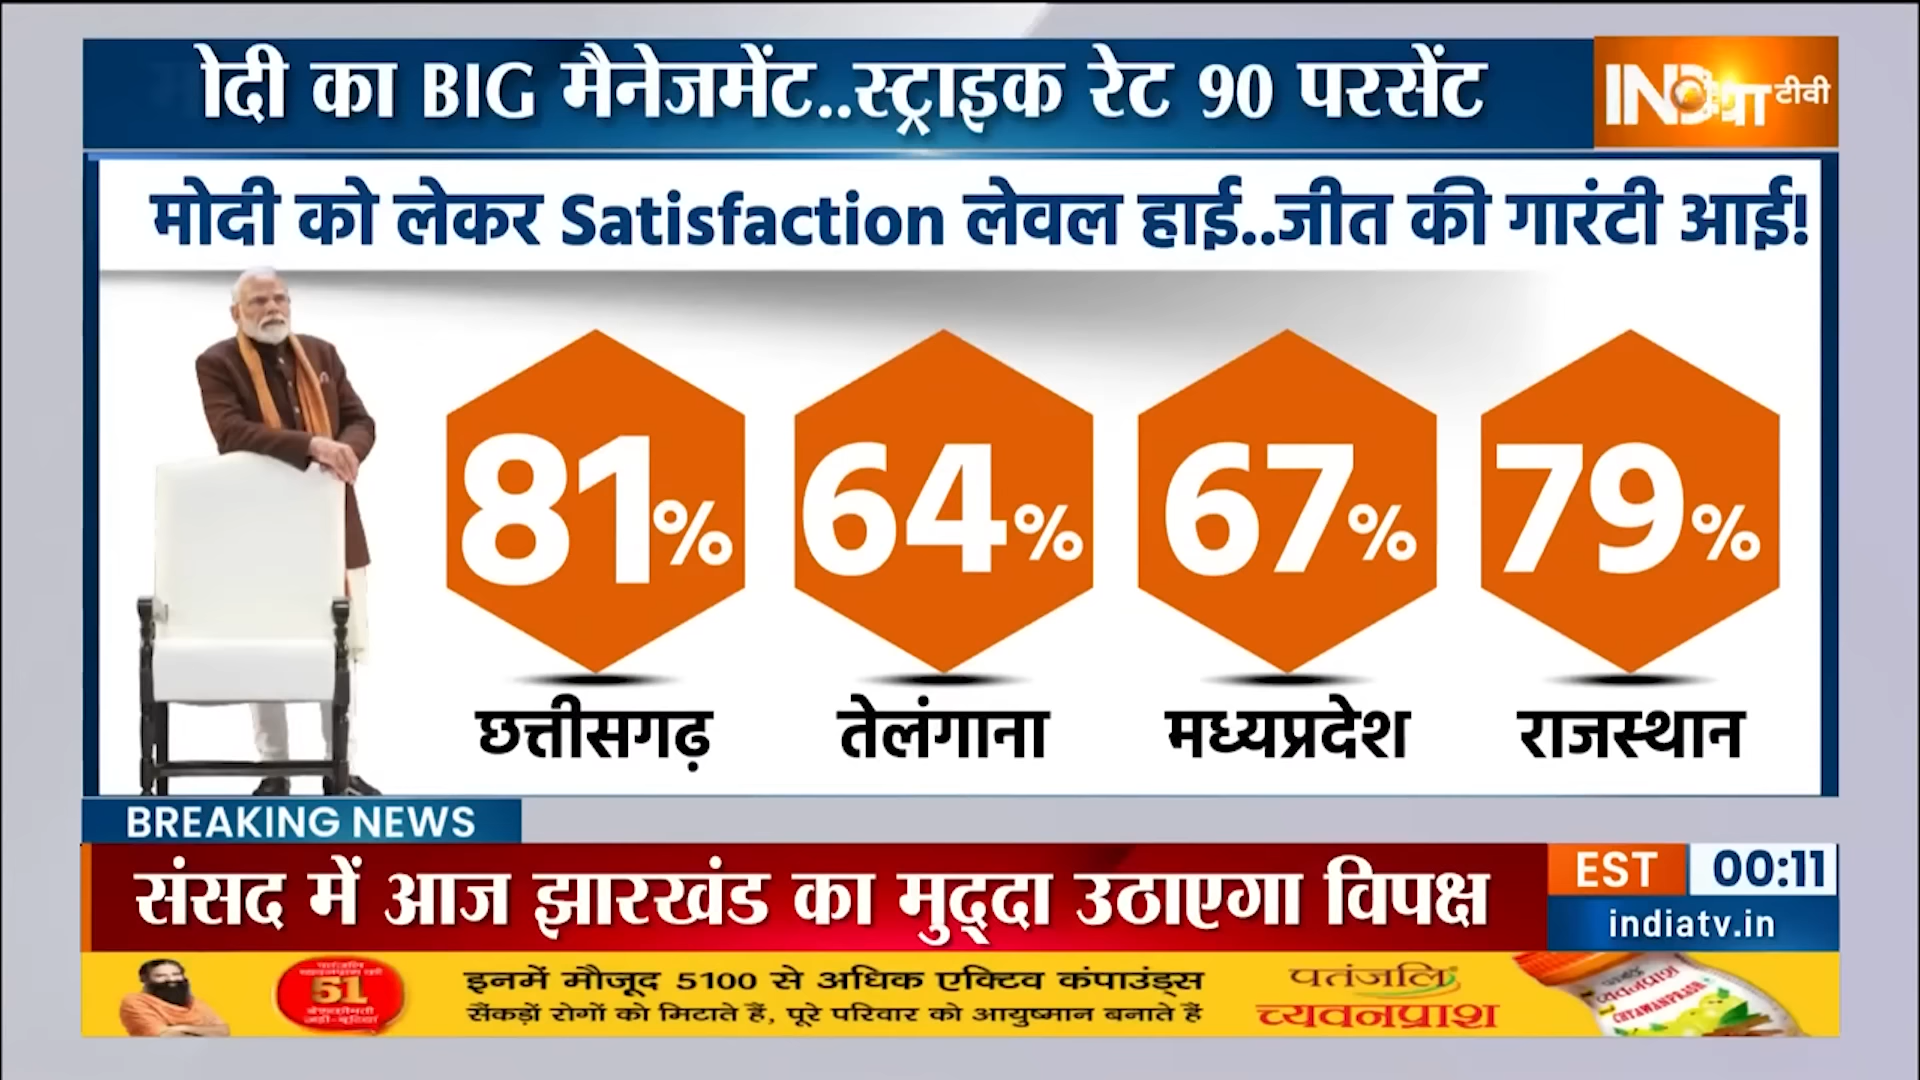 ोदी का BIG मैनेजमेंट..स्ट्राइक रेट 90 परसेंट
टीवी
मोदी को लेकर Satisfaction लेवल हाई..जीत की गारंटी आई!
81% 64% 67% 79%
छत्तीसगढ़ तेलंगाना मध्यप्रदेश राजस्थान
BREAKING NEWS
संसद में आज झारखंड का मुद्दा उठाएगा विपक्ष
EST 00:11
indiatv.in
51
इनमें मौजूद 5100 से अधिक एक्टिव कंपाउंड्स
सैंकड़ों रोगों को मिटाते हैं, पूरे परिवार को आयुष्मान बनाते हैं
पतंजलि
च्यवनप्राश